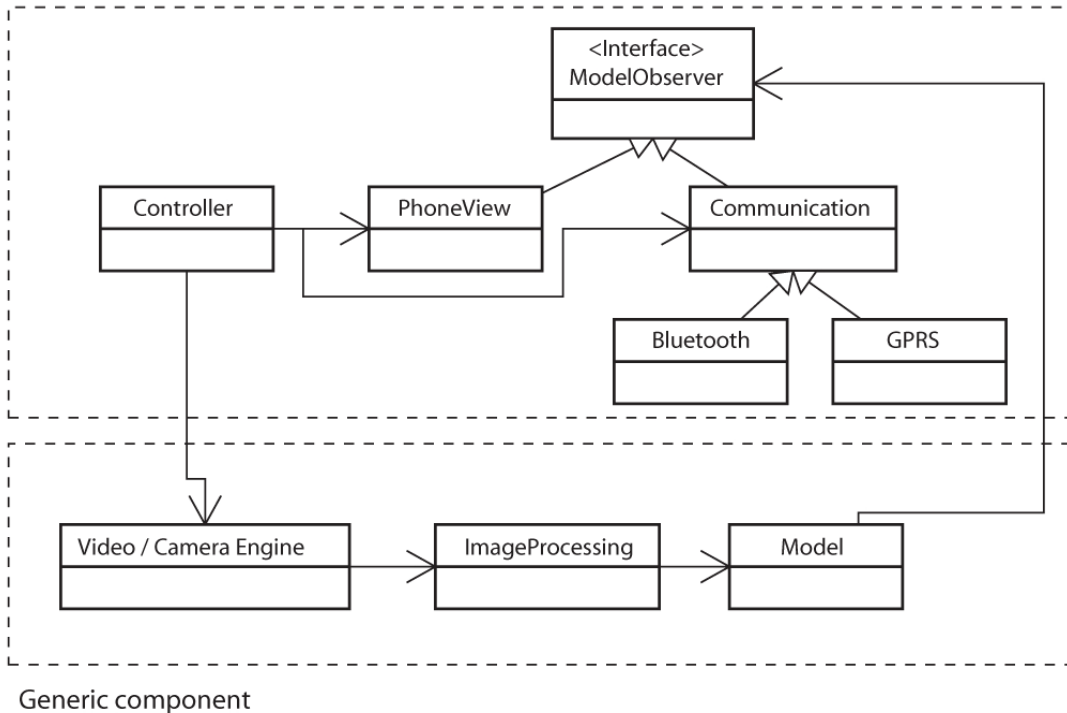 <Interface>
ModelObserver
Controller
PhoneView
Communication
Bluetooth
GPRS
Video / Camera Engine
ImageProcessing
Model
Generic component